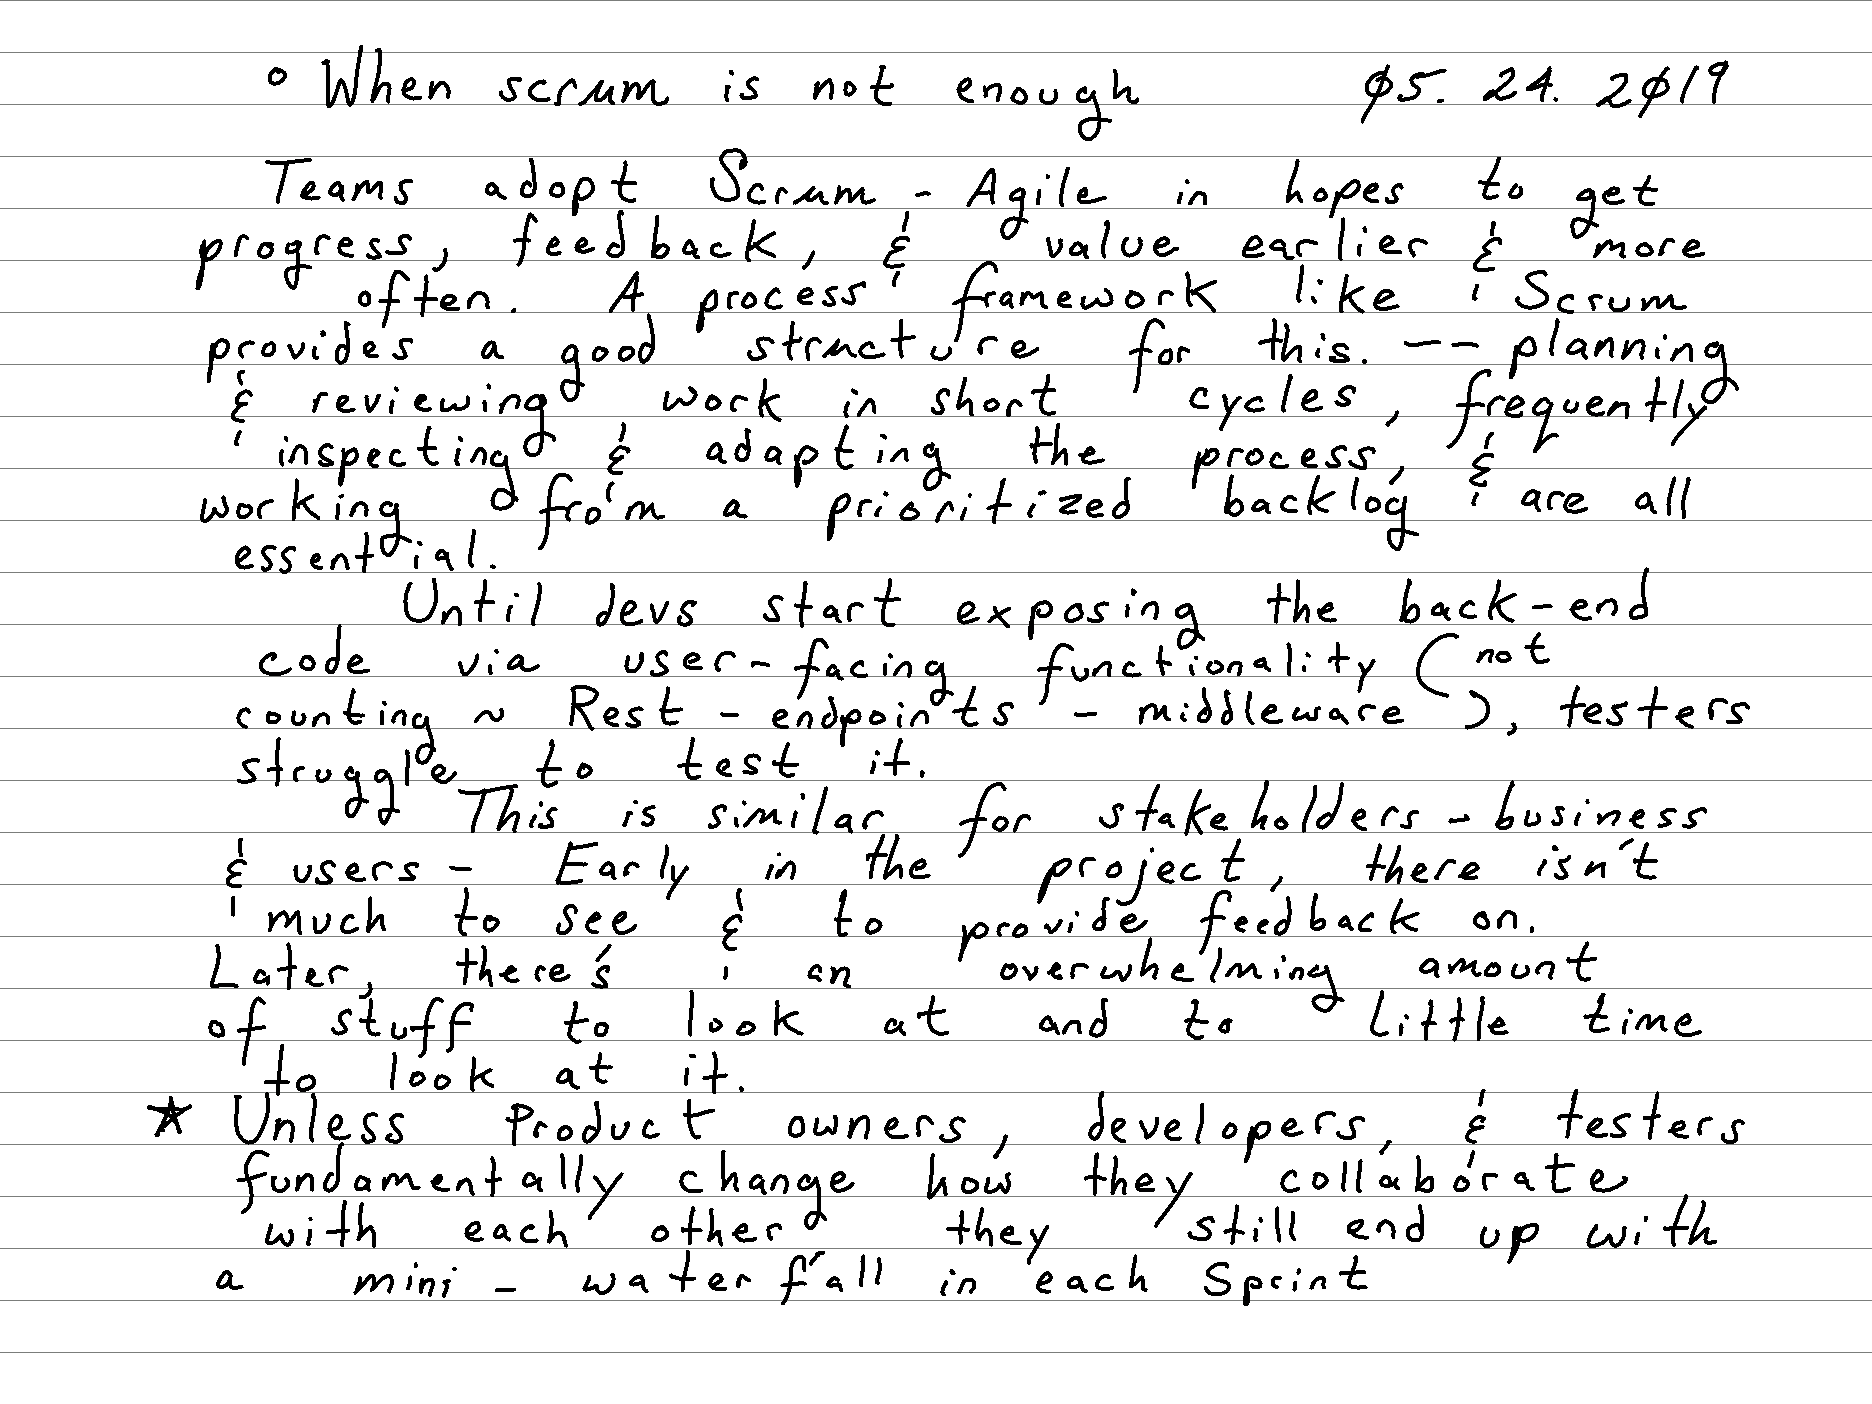 ° When scrum is not enough Ø5. 24. 2Ø19
Teams adopt Scrum - Agile in hopes to get
progress, feedback, & value earlier & more
often. A process framework like Scrum
provides a good structure for this. -- planning
& reviewing work in short cycles, frequently
inspecting & adapting the process, &
working from a prioritized backlog are all
essential.
Until devs start exposing the back-end
code via user-facing functionality (not
counting ~ Rest - endpoints - middleware ), testers
struggle to test it.
This is similar for stakeholders - business
& users - Early in the project, there isn't
much to see & to provide feedback on.
Later, there's an overwhelming amount
of stuff to look at and to little time
to look at it.
★ Unless Product owners, developers, & testers
fundamentally change how they collaborate
with each other they still end up with
a mini - waterfall in each Sprint